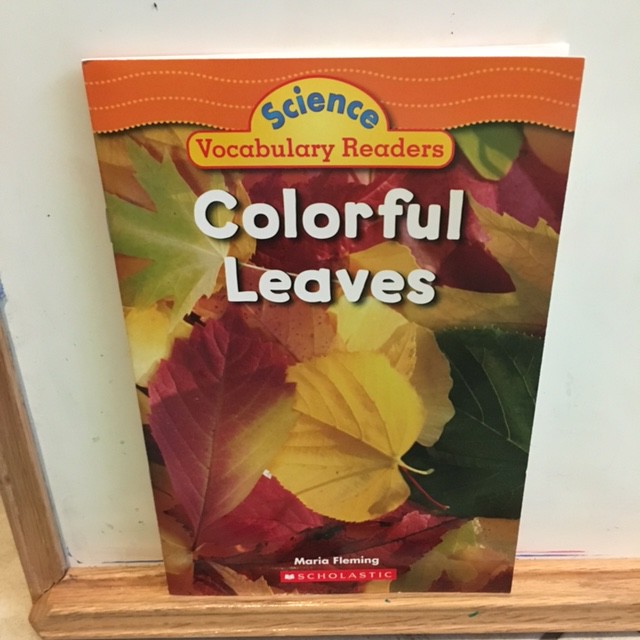 Science
Vocabulary Readers
Colorful
Leaves
Maria Fleming
SCHOLASTIC